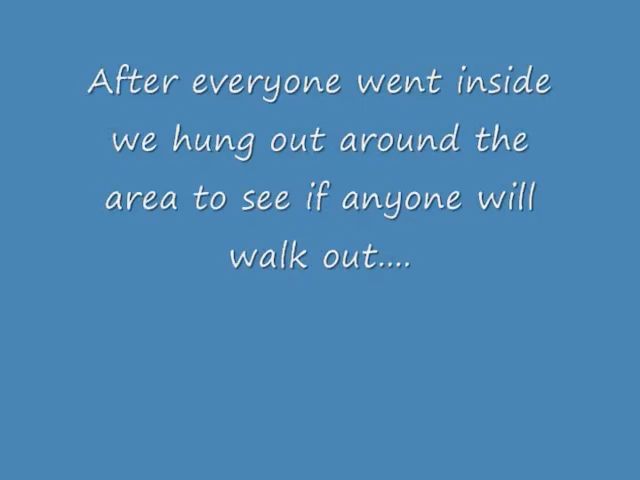 After everyone went inside
we hung out around the
area to see if anyone will
walk out....